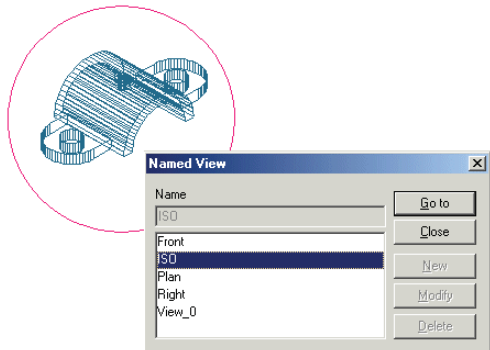 Named View
Name
ISO
Go to
Close
Front
ISO
Plan
Right
View_0
New
Modify
Delete